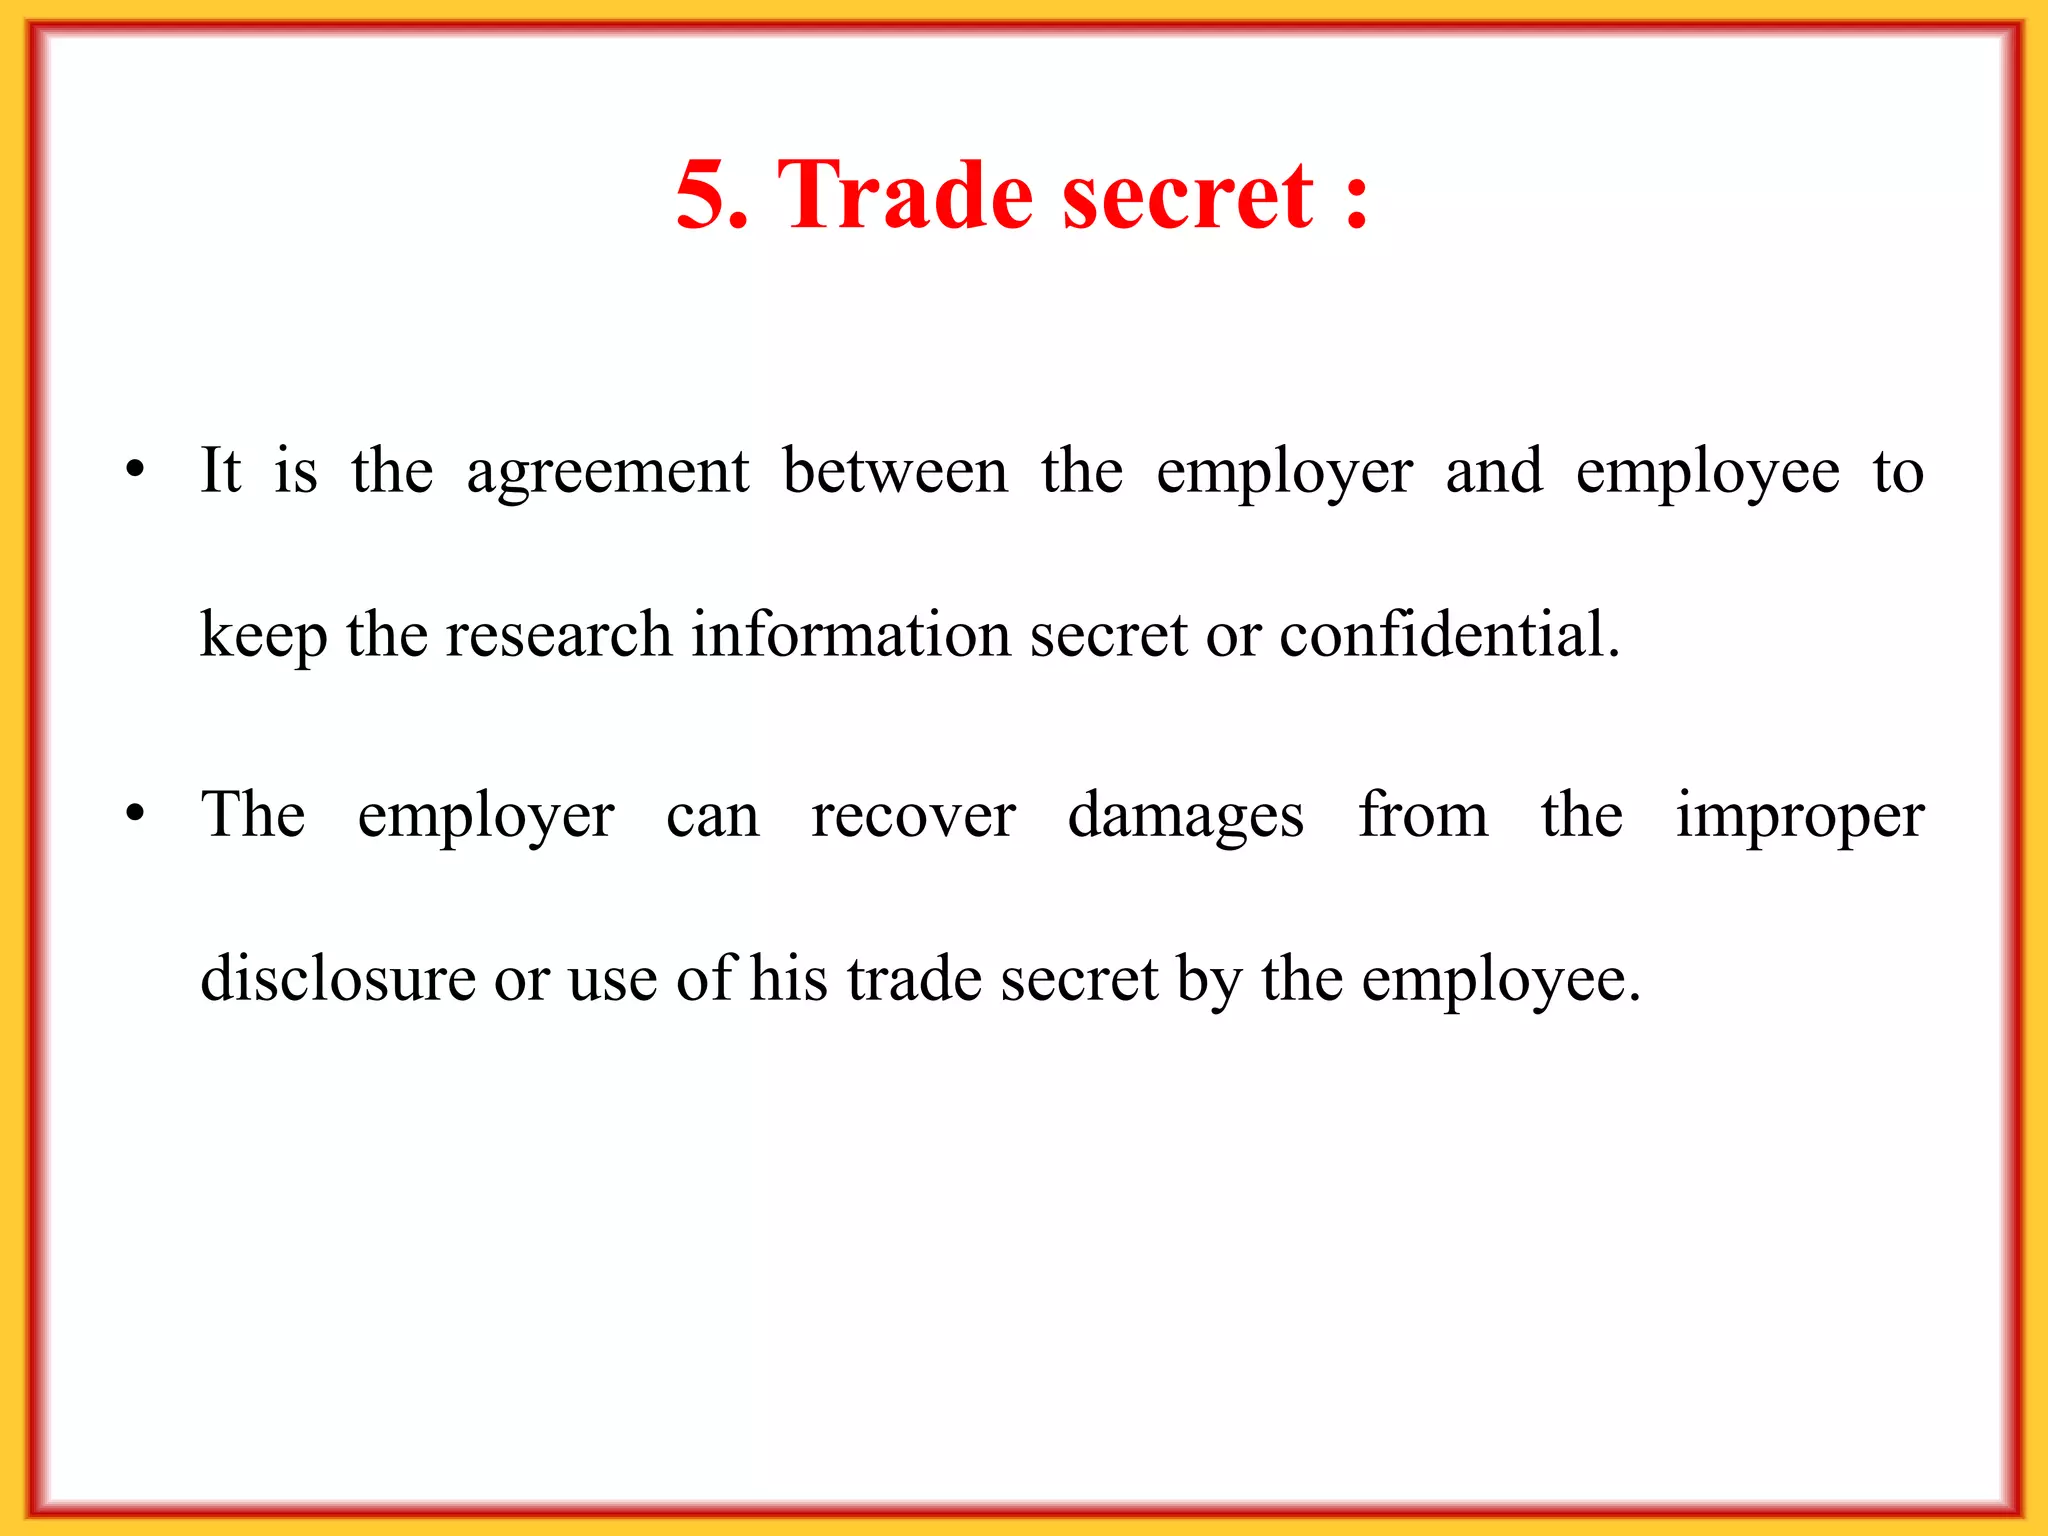 5. Trade secret :
• It is the agreement between the employer and employee to
keep the research information secret or confidential.
• The employer can recover damages from the improper
disclosure or use of his trade secret by the employee.